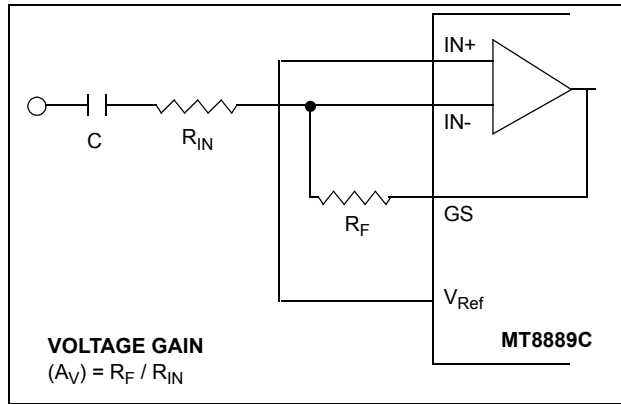 IN+
IN-
C
R_IN
R_F
GS
V_Ref
MT8889C
VOLTAGE GAIN
(A_V) = R_F / R_IN